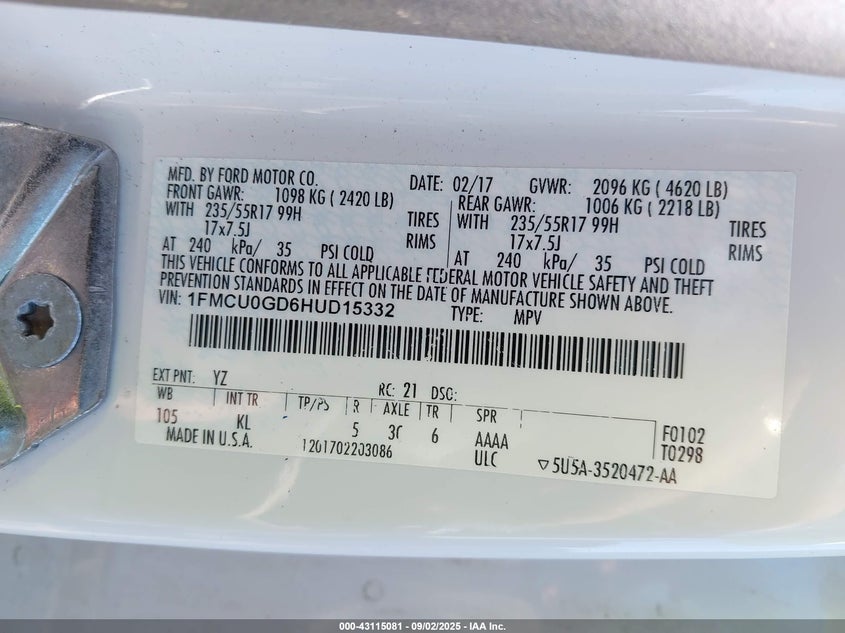 MFD. BY FORD MOTOR CO. DATE: 02/17 GVWR: 2096 KG ( 4620 LB)
FRONT GAWR: 1098 KG ( 2420 LB) REAR GAWR: 1006 KG ( 2218 LB)
WITH 235/55R17 99H TIRES WITH 235/55R17 99H TIRES
17x7.5J RIMS 17x7.5J RIMS
AT 240 kPa/ 35 PSI COLD AT 240 kPa/ 35 PSI COLD
THIS VEHICLE CONFORMS TO ALL APPLICABLE FEDERAL MOTOR VEHICLE SAFETY AND THEFT
PREVENTION STANDARDS IN EFFECT ON THE DATE OF MANUFACTURE SHOWN ABOVE.
VIN: 1FMCU0GD6HUD15332 TYPE: MPV
EXT PNT: YZ RC: 21 DSO:
WB INT TR TP/PS R AXLE TR SPR
105 KL 5 6 AAAA F0102
MADE IN U.S.A. 1201702203086 ULC T0298
▽5U5A-3520472-AA
000-43115081 - 09/02/2025 - IAA Inc.